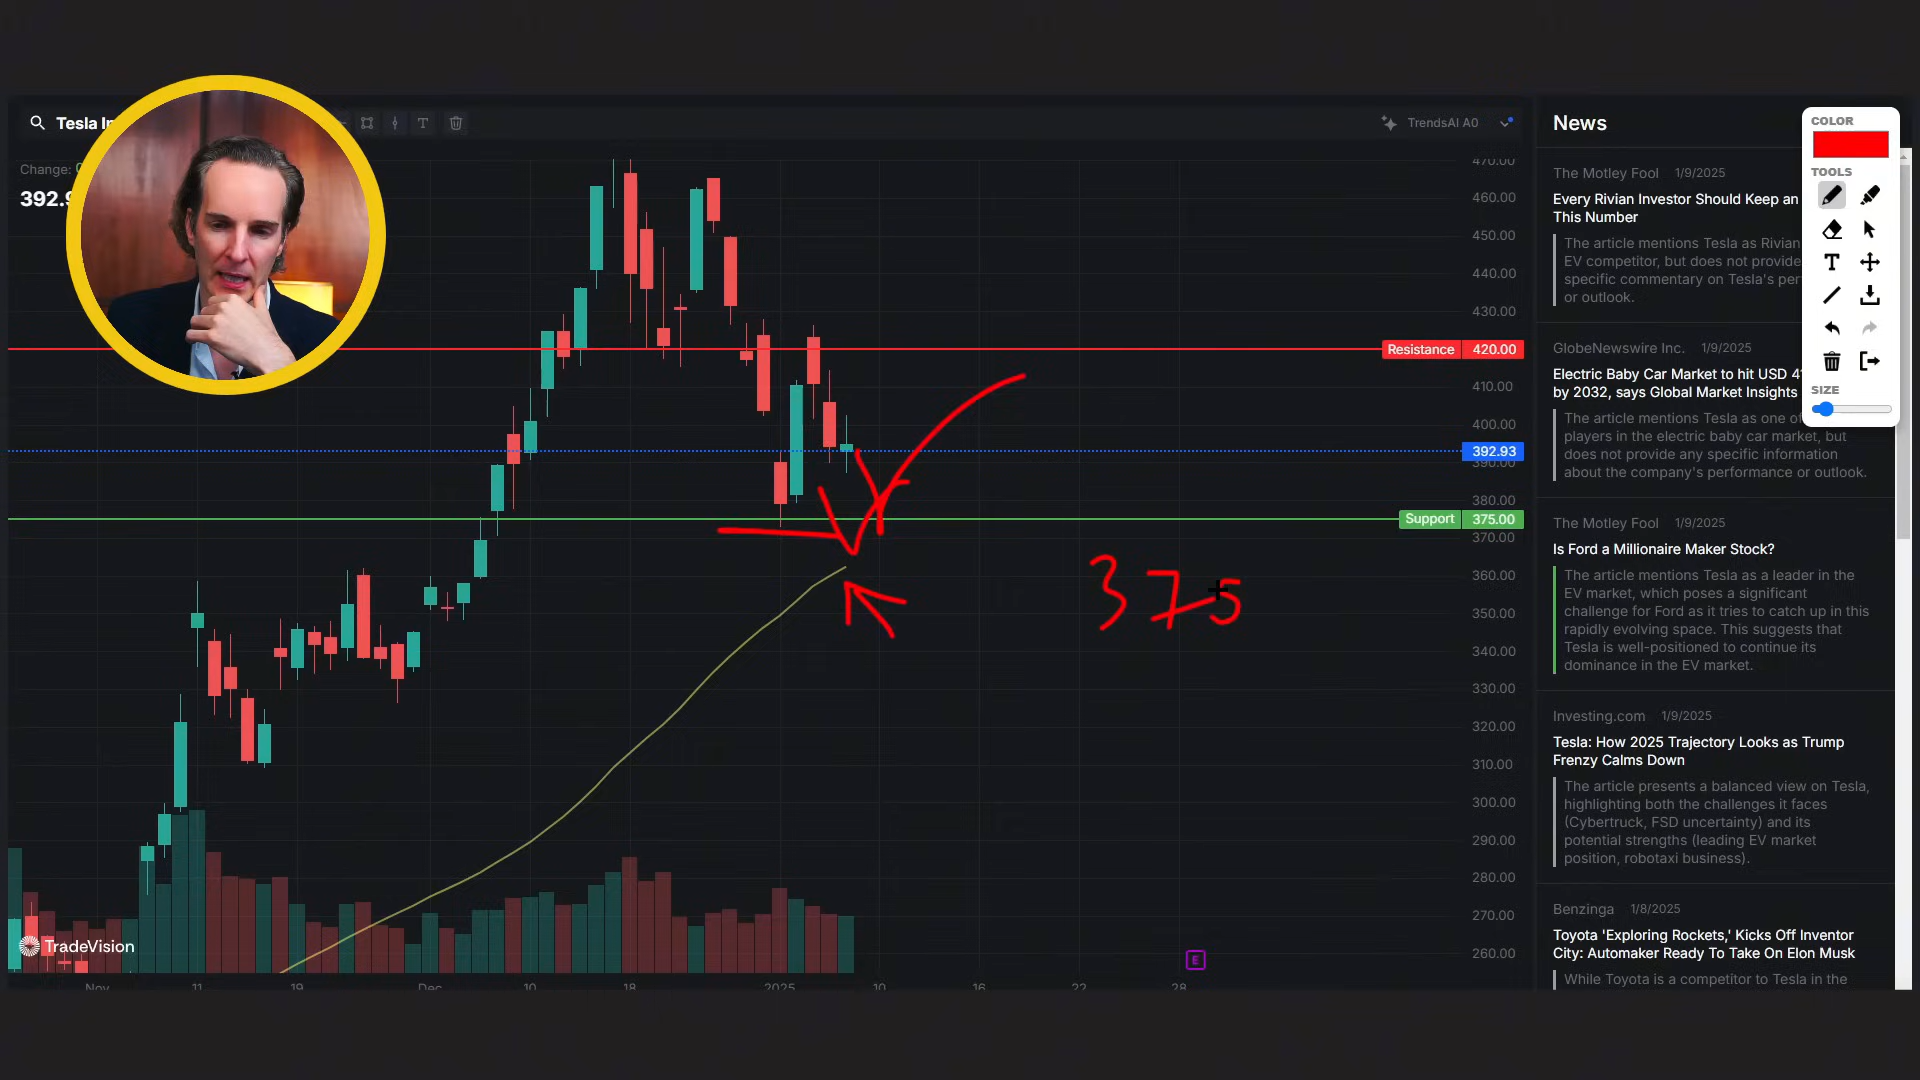 Tesla In
TrendsAI A0
Change:
392.9
470.00
460.00
450.00
440.00
430.00
Resistance 420.00
410.00
400.00
392.93
390.00
380.00
Support 375.00
370.00
360.00
350.00
340.00
330.00
320.00
310.00
300.00
290.00
280.00
270.00
260.00
375
TradeVision
E
Nov 11 19 Dec 10 18 2025 10 16 22 28
News
The Motley Fool 1/9/2025
Every Rivian Investor Should Keep an
This Number
The article mentions Tesla as Rivian
EV competitor, but does not provide
specific commentary on Tesla's per
or outlook.
GlobeNewswire Inc. 1/9/2025
Electric Baby Car Market to hit USD
by 2032, says Global Market Insights
The article mentions Tesla as one of
players in the electric baby car market, but
does not provide any specific information
about the company's performance or outlook.
The Motley Fool 1/9/2025
Is Ford a Millionaire Maker Stock?
The article mentions Tesla as a leader in the
EV market, which poses a significant
challenge for Ford as it tries to catch up in this
rapidly evolving space. This suggests that
Tesla is well-positioned to continue its
dominance in the EV market.
Investing.com 1/9/2025
Tesla: How 2025 Trajectory Looks as Trump
Frenzy Calms Down
The article presents a balanced view on Tesla,
highlighting both the challenges it faces
(Cybertruck, FSD uncertainty) and its
potential strengths (leading EV market
position, robotaxi business).
Benzinga 1/8/2025
Toyota 'Exploring Rockets,' Kicks Off Inventor
City: Automaker Ready To Take On Elon Musk
While Toyota is a competitor to Tesla in the
COLOR
TOOLS
T
SIZE